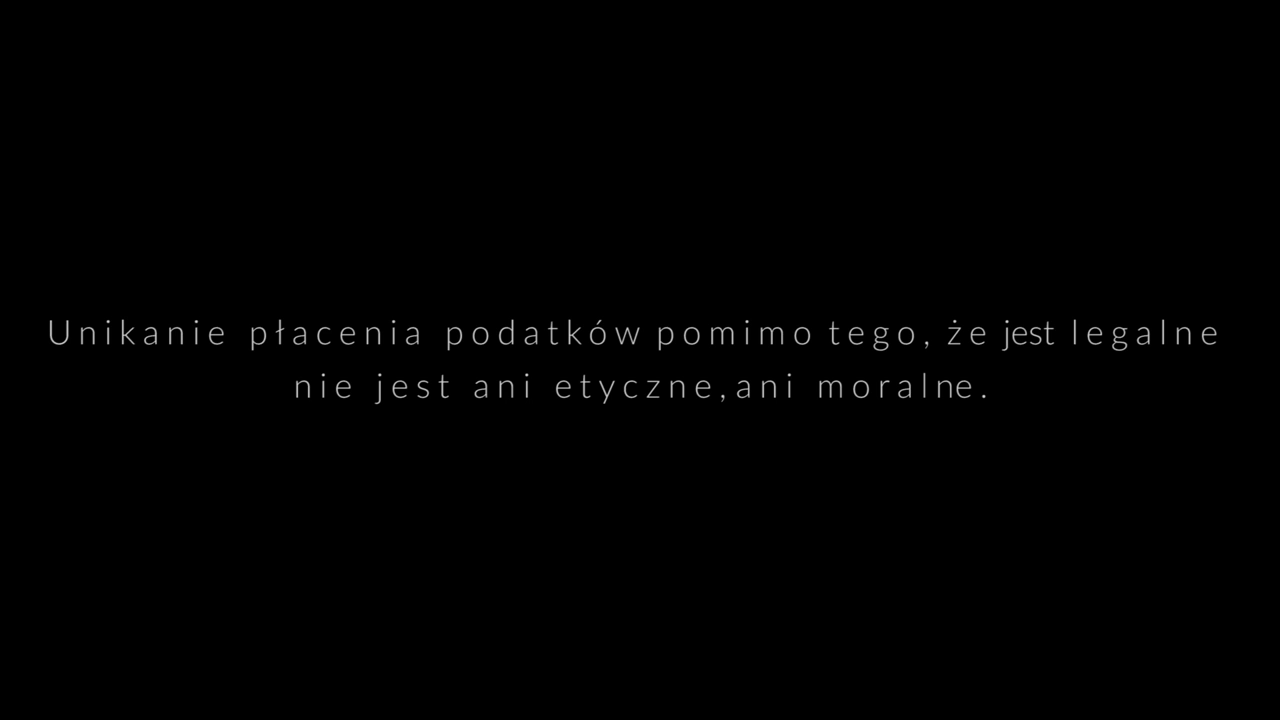 Unikanie płacenia podatków pomimo tego, że jest legalne
nie jest ani etyczne,ani moralne.